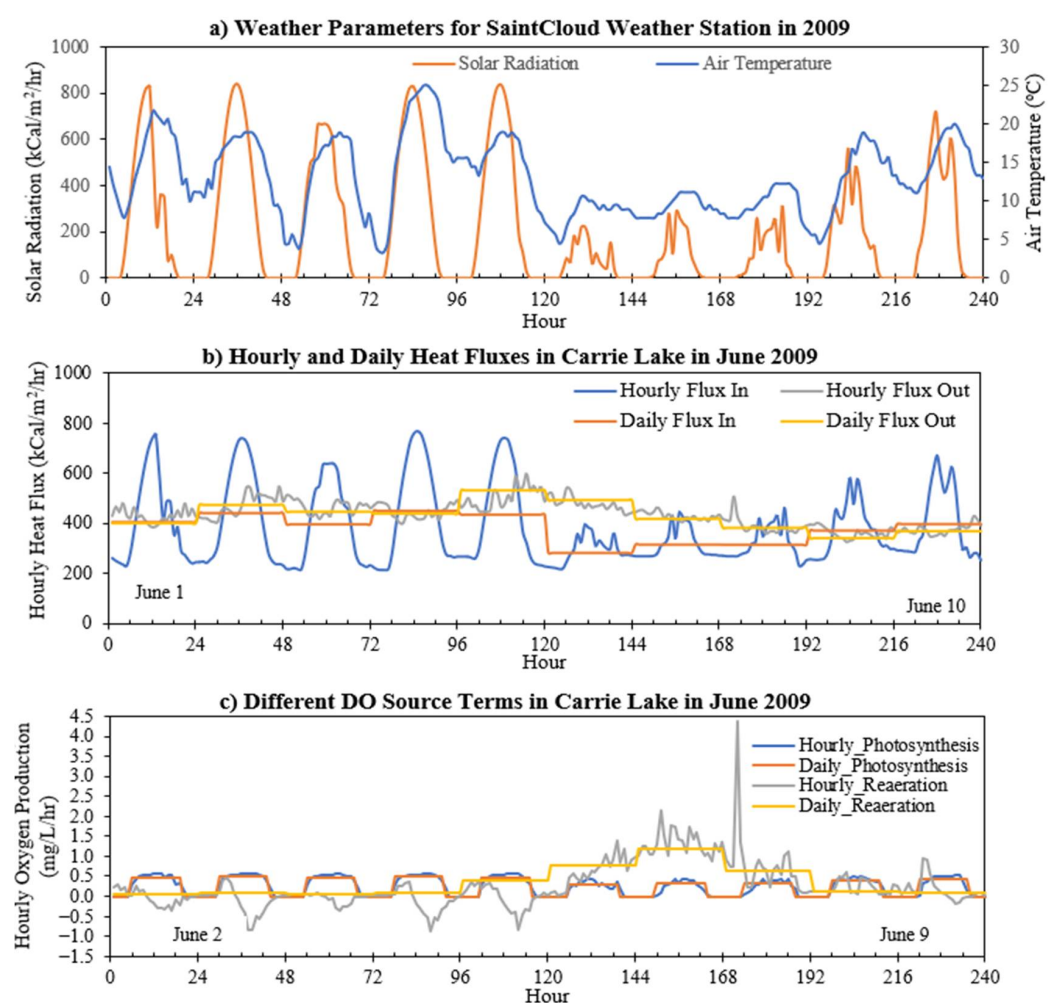 a) Weather Parameters for SaintCloud Weather Station in 2009
Solar Radiation (kCal/m²/hr)
1000
800
600
400
200
0
Solar Radiation
Air Temperature
30
25
20
15
10
5
0
Air Temperature (°C)
0 24 48 72 96 120 144 168 192 216 240
Hour
b) Hourly and Daily Heat Fluxes in Carrie Lake in June 2009
Hourly Heat Flux (kCal/m²/hr)
1000
800
600
400
200
0
Hourly Flux In
Hourly Flux Out
Daily Flux In
Daily Flux Out
June 1
June 10
0 24 48 72 96 120 144 168 192 216 240
Hour
c) Different DO Source Terms in Carrie Lake in June 2009
Hourly Oxygen Production
(mg/L/hr)
4.5
4.0
3.5
3.0
2.5
2.0
1.5
1.0
0.5
0.0
−0.5
−1.0
−1.5
Hourly_Photosynthesis
Daily_Photosynthesis
Hourly_Reaeration
Daily_Reaeration
June 2
June 9
0 24 48 72 96 120 144 168 192 216 240
Hour